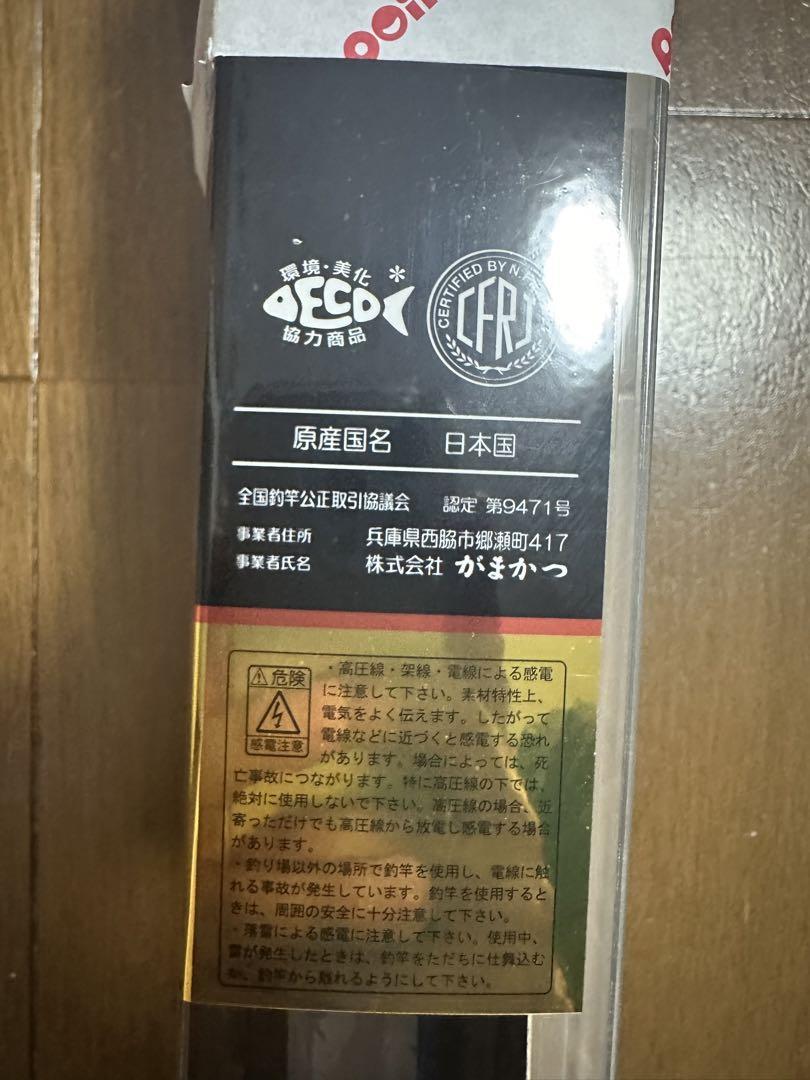 環境・美化
ECO
協力商品
CERTIFIED BY N.
CFRJ
原産国名 日本国
全国釣竿公正取引協議会 認定 第9471号
事業者住所 兵庫県西脇市郷瀬町417
事業者氏名 株式会社 がまかつ
危険
感電注意
・高圧線・架線・電線による感電
に注意して下さい。素材特性上、
電気をよく伝えます。したがって
電線などに近づくと感電する恐れ
があります。場合によっては、死
亡事故につながります。特に高圧線の下では、
絶対に使用しないで下さい。高圧線の場合、近
寄っただけでも高圧線から放電し感電する場合
があります。
・釣り場以外の場所で釣竿を使用し、電線に触
れる事故が発生しています。釣竿を使用すると
きは、周囲の安全に十分注意して下さい。
・落雷による感電に注意して下さい。使用中、
雷が発生したときは、釣竿をただちに仕舞込む
か、釣竿から離れるようにして下さい。